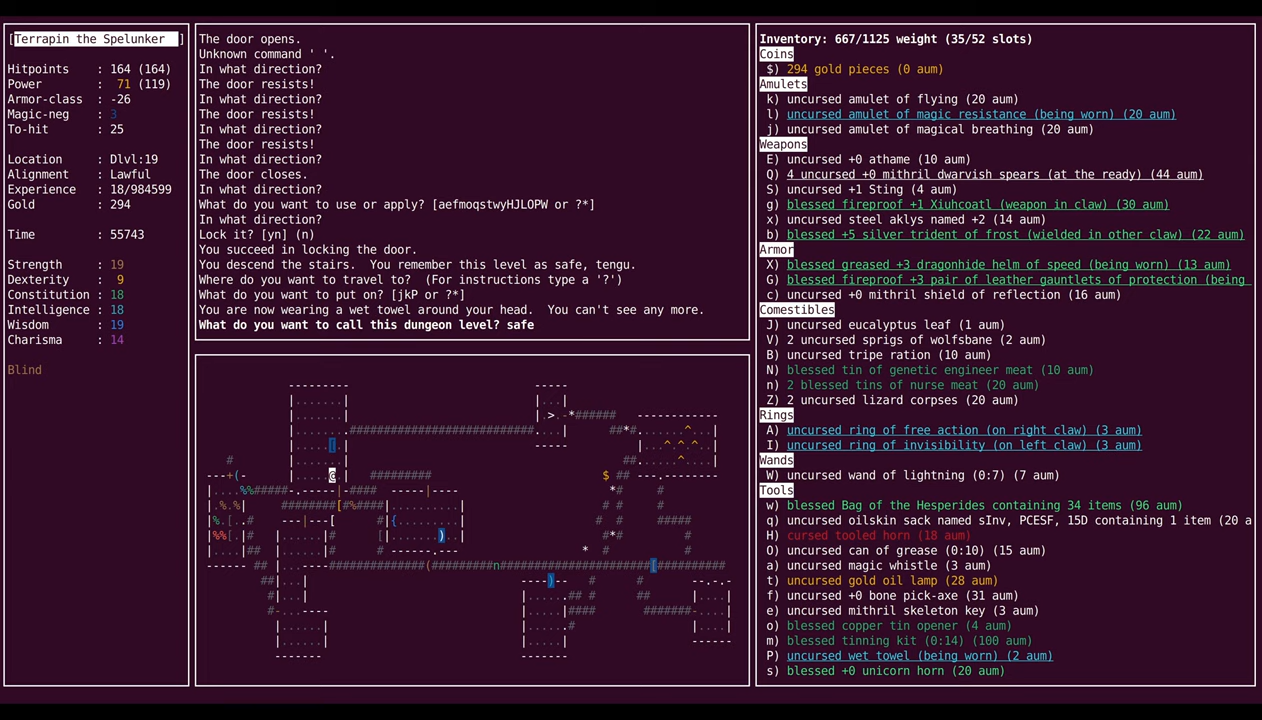 [Terrapin the Spelunker ]
Hitpoints : 164 (164)
Power : 71 (119)
Armor-class : -26
Magic-neg : 3
To-hit : 25
Location : Dlvl:19
Alignment : Lawful
Experience : 18/984599
Gold : 294
Time : 55743
Strength : 19
Dexterity : 9
Constitution : 18
Intelligence : 18
Wisdom : 19
Charisma : 14
Blind
The door opens.
Unknown command ' '.
In what direction?
The door resists!
In what direction?
The door resists!
In what direction?
The door resists!
In what direction?
The door closes.
In what direction?
What do you want to use or apply? [aefmoqstwyHJLOPW or ?*]
In what direction?
Lock it? [yn] (n)
You succeed in locking the door.
You descend the stairs.  You remember this level as safe, tengu.
Where do you want to travel to?  (For instructions type a '?')
What do you want to put on? [jkP or ?*]
You are now wearing a wet towel around your head.  You can't see any more.
What do you want to call this dungeon level? safe
Inventory: 667/1125 weight (35/52 slots)
Coins
$) 294 gold pieces (0 aum)
Amulets
k) uncursed amulet of flying (20 aum)
l) uncursed amulet of magic resistance (being worn) (20 aum)
j) uncursed amulet of magical breathing (20 aum)
Weapons
E) uncursed +0 athame (10 aum)
Q) 4 uncursed +0 mithril dwarvish spears (at the ready) (44 aum)
S) uncursed +1 Sting (4 aum)
g) blessed fireproof +1 Xiuhcoatl (weapon in claw) (30 aum)
x) uncursed steel aklys named +2 (14 aum)
b) blessed +5 silver trident of frost (wielded in other claw) (22 aum)
Armor
X) blessed greased +3 dragonhide helm of speed (being worn) (13 aum)
G) blessed fireproof +3 pair of leather gauntlets of protection (being
c) uncursed +0 mithril shield of reflection (16 aum)
Comestibles
J) uncursed eucalyptus leaf (1 aum)
V) 2 uncursed sprigs of wolfsbane (2 aum)
B) uncursed tripe ration (10 aum)
N) blessed tin of genetic engineer meat (10 aum)
n) 2 blessed tins of nurse meat (20 aum)
Z) 2 uncursed lizard corpses (20 aum)
Rings
A) uncursed ring of free action (on right claw) (3 aum)
I) uncursed ring of invisibility (on left claw) (3 aum)
Wands
W) uncursed wand of lightning (0:7) (7 aum)
Tools
w) blessed Bag of the Hesperides containing 34 items (96 aum)
q) uncursed oilskin sack named sInv, PCESF, 15D containing 1 item (20 a
H) cursed tooled horn (18 aum)
O) uncursed can of grease (0:10) (15 aum)
a) uncursed magic whistle (3 aum)
t) uncursed gold oil lamp (28 aum)
f) uncursed +0 bone pick-axe (31 aum)
e) uncursed mithril skeleton key (3 aum)
o) blessed copper tin opener (4 aum)
m) blessed tinning kit (0:14) (100 aum)
P) uncursed wet towel (being worn) (2 aum)
s) blessed +0 unicorn horn (20 aum)